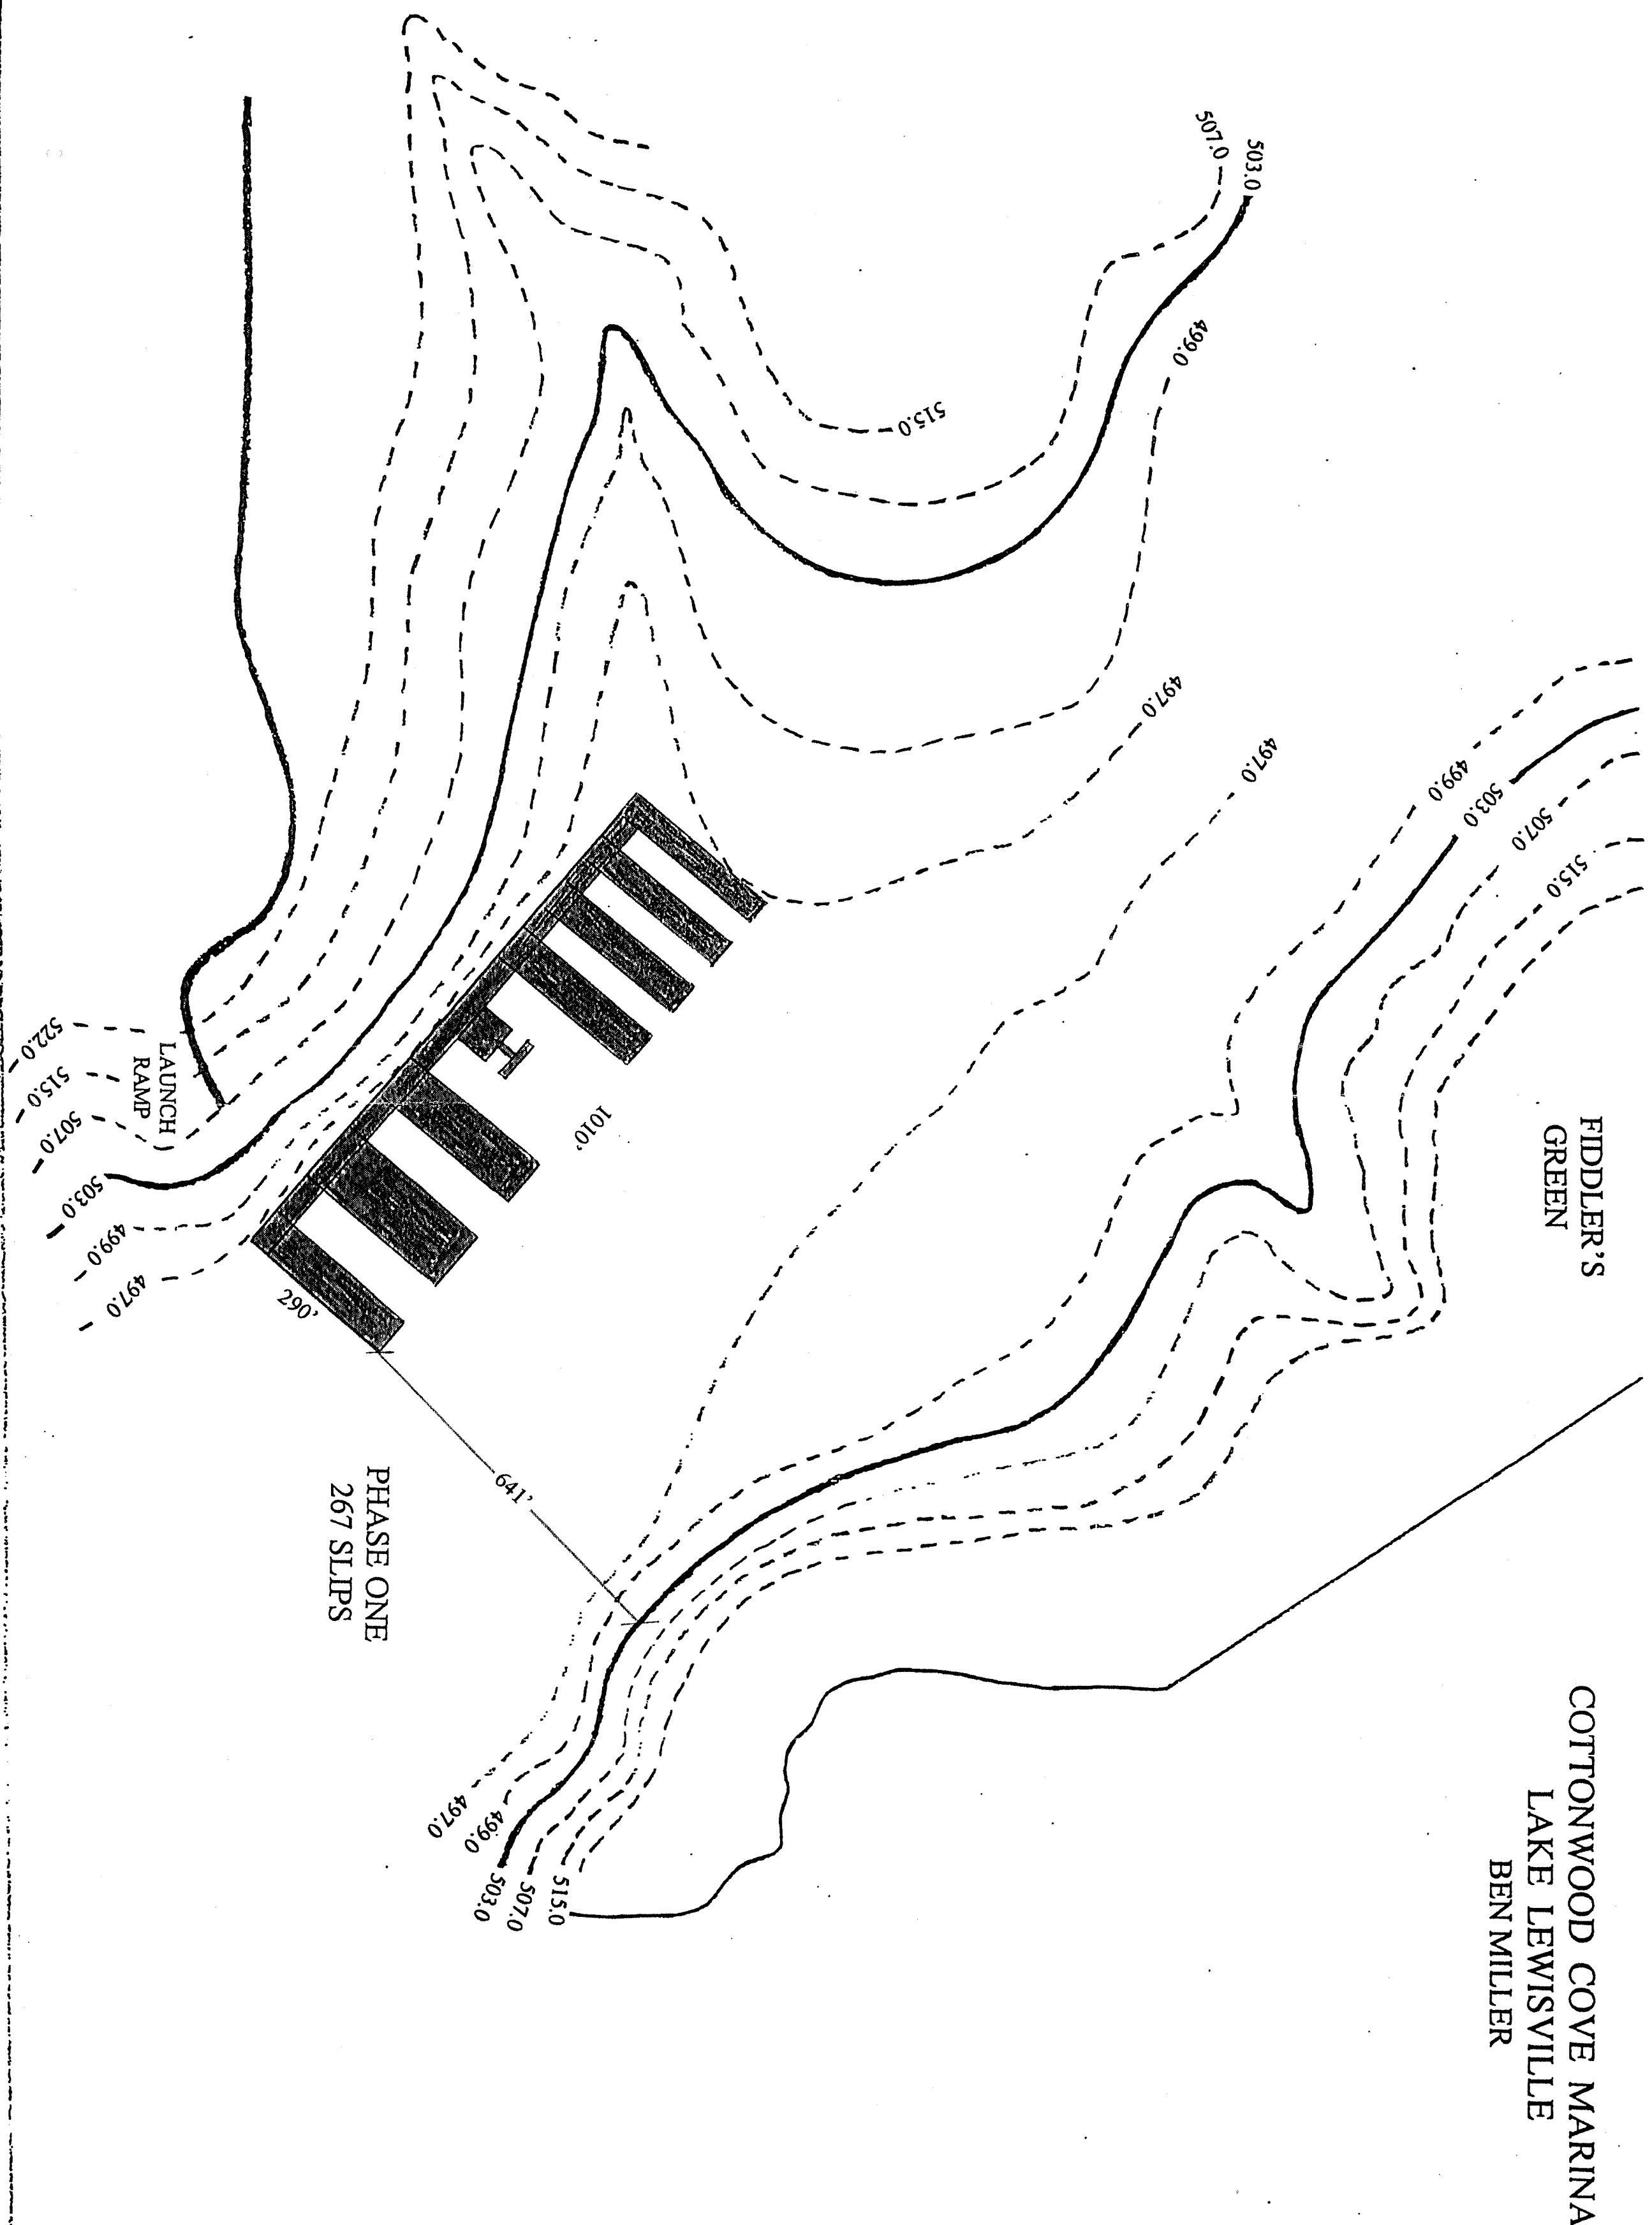 COTTONWOOD COVE MARINA
LAKE LEWISVILLE
BEN MILLER
FIDDLER'S
GREEN
PHASE ONE
267 SLIPS
LAUNCH
RAMP
1010'
290'
641'
507.0
503.0
499.0
515.0
497.0
497.0
499.0
503.0
507.0
515.0
522.0
515.0
507.0
503.0
499.0
497.0
497.0
499.0
503.0
507.0
515.0